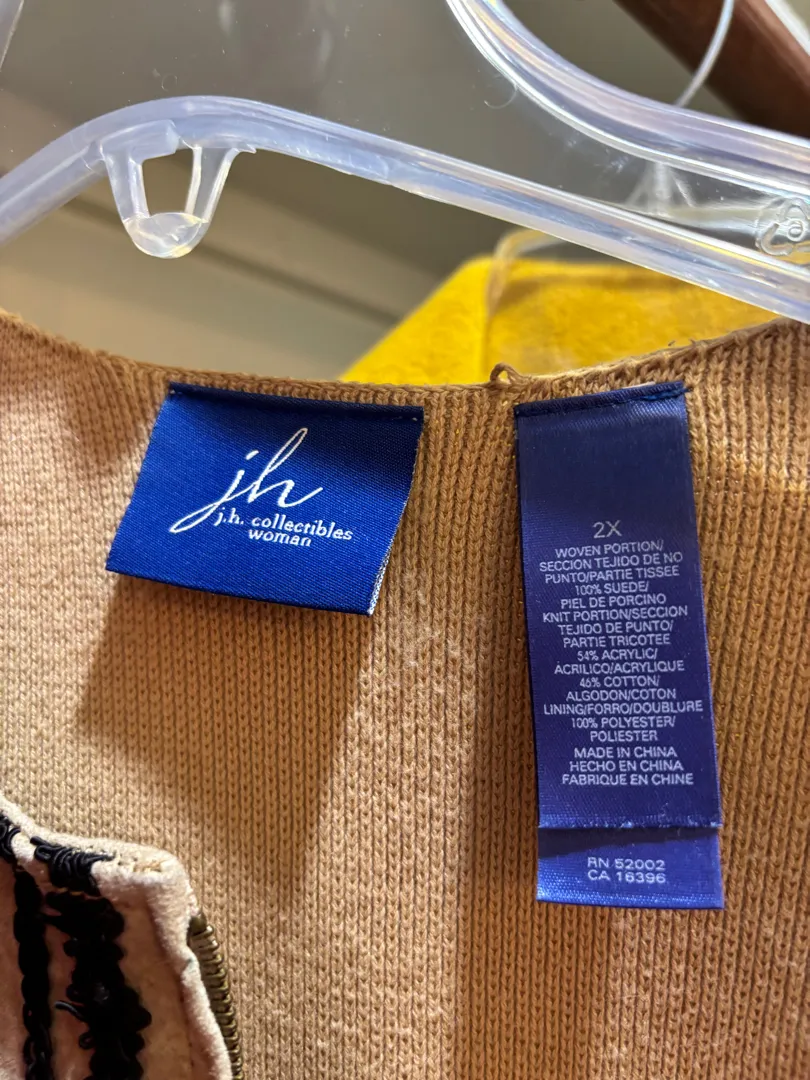 jh
j.h. collectibles
woman
2X
WOVEN PORTION/
SECCION TEJIDO DE NO
PUNTO/PARTIE TISSEE
100% SUEDE/
PIEL DE PORCINO
KNIT PORTION/SECCION
TEJIDO DE PUNTO/
PARTIE TRICOTEE
54% ACRYLIC/
ACRILICO/ACRYLIQUE
46% COTTON/
ALGODON/COTON
LINING/FORRO/DOUBLURE
100% POLYESTER/
POLIESTER
MADE IN CHINA
HECHO EN CHINA
FABRIQUE EN CHINE
RN 52002
CA 16396